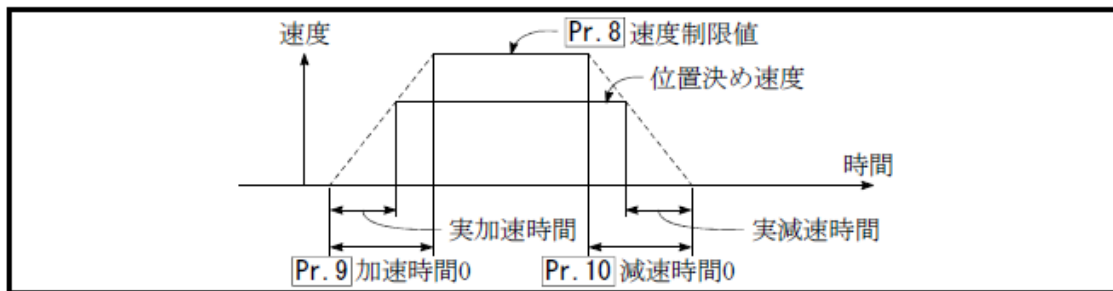 Pr. 8 速度制限値
速度
位置決め速度
時間
実加速時間
実減速時間
Pr. 9 加速時間0
Pr. 10 減速時間0